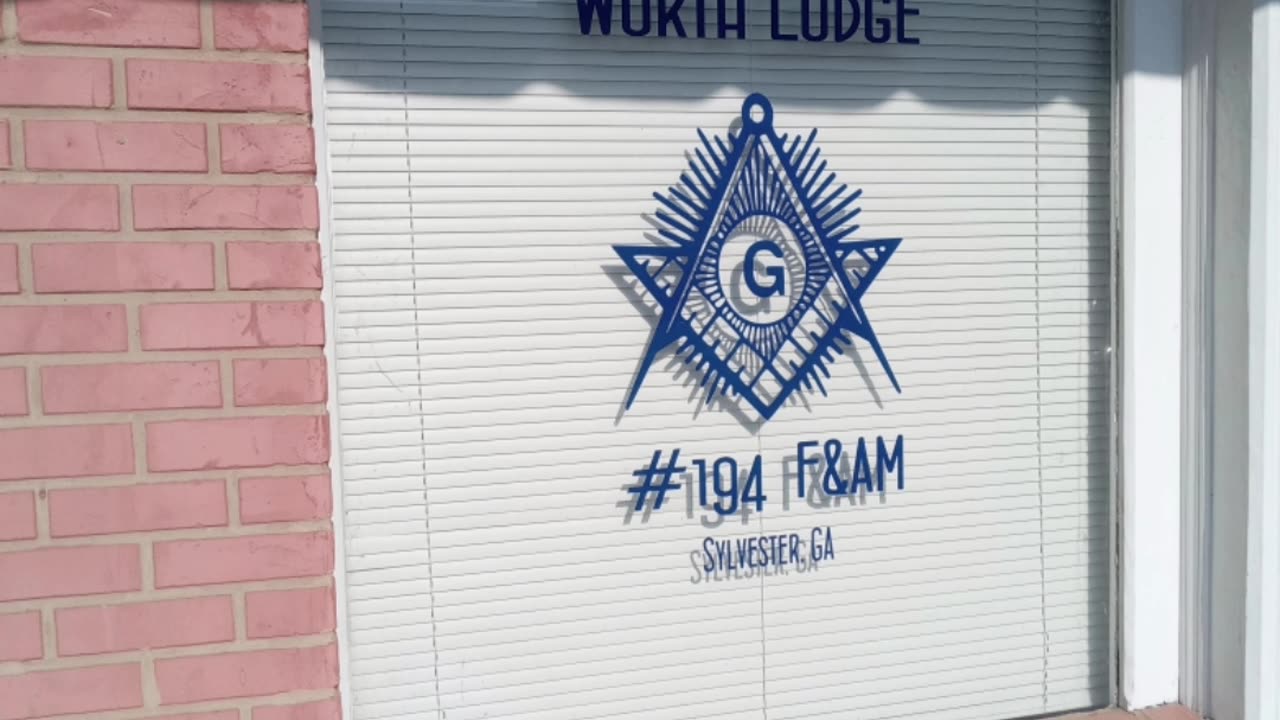 WORTH LODGE
G
#194 F&AM
SYLVESTER, GA